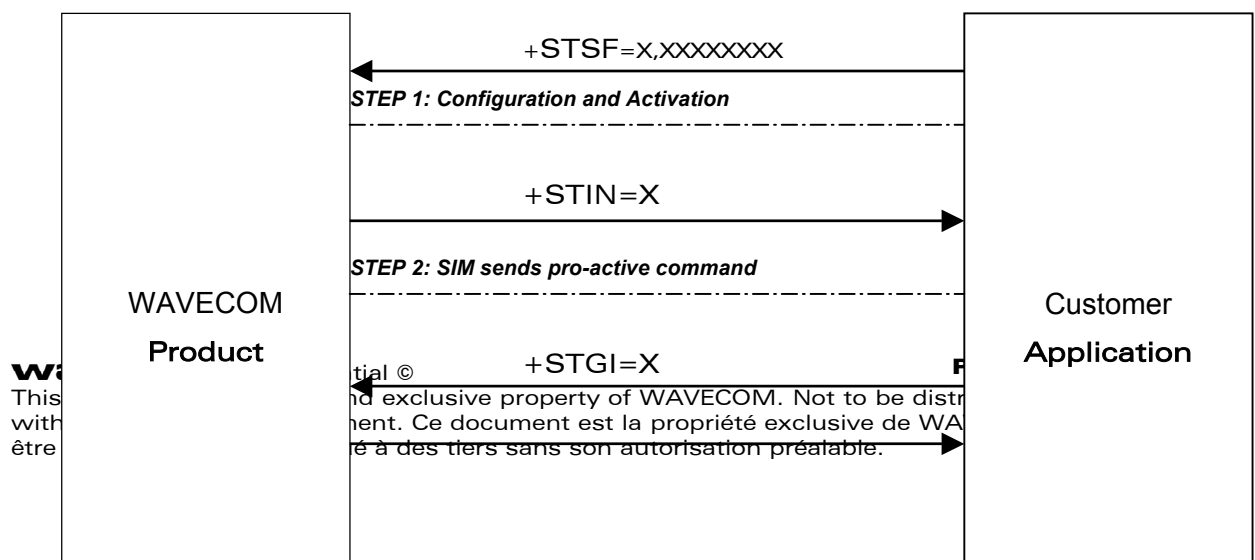 +STSF=X,XXXXXXXX
STEP 1: Configuration and Activation
+STIN=X
STEP 2: SIM sends pro-active command
WAVECOM
Product
Customer
Application
+STGI=X
tial ©
This
exclusive property of WAVECOM. Not to be distr
with
ent. Ce document est la propriété exclusive de WA
être
é à des tiers sans son autorisation préalable.